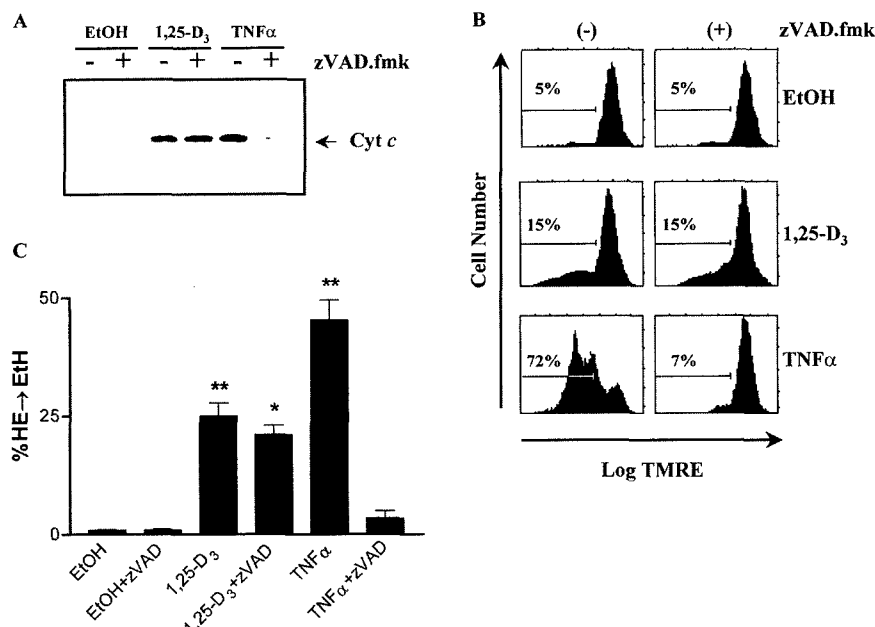 A
EtOH 1,25-D₃ TNFα
- + - + - + zVAD.fmk
← Cyt c
B
(-) (+) zVAD.fmk
5% 5% EtOH
15% 15% 1,25-D₃
72% 7% TNFα
Cell Number
Log TMRE
C
%HE→ EtH
50
25
0
** * **
EtOH
EtOH+zVAD
1,25-D₃
1,25-D₃+zVAD
TNFα
TNFα+zVAD